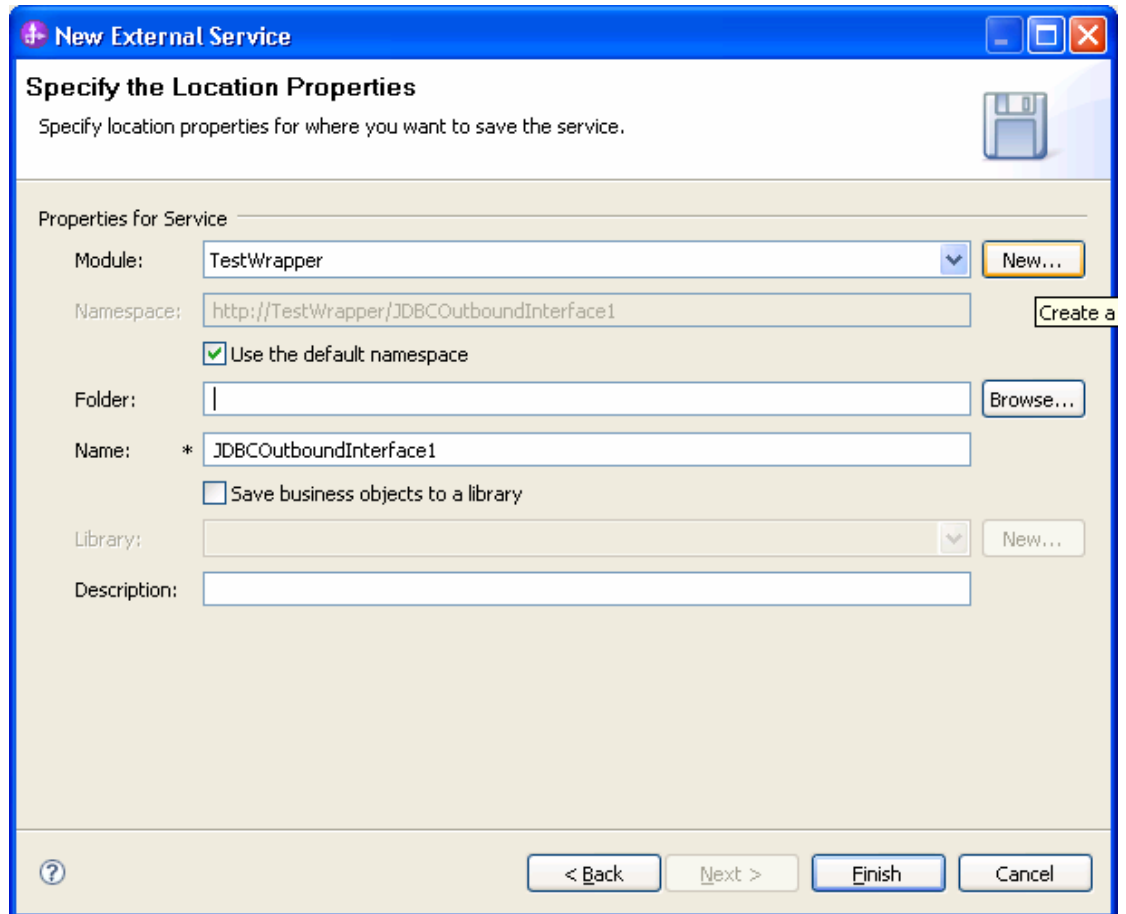 New External Service
Specify the Location Properties
Specify location properties for where you want to save the service.
Properties for Service
Module: TestWrapper New...
Namespace: http://TestWrapper/JDBCOutboundInterface1
Create a
Use the default namespace
Folder: Browse...
Name: * JDBCOutboundInterface1
Save business objects to a library
Library: New...
Description:
? < Back Next > Finish Cancel